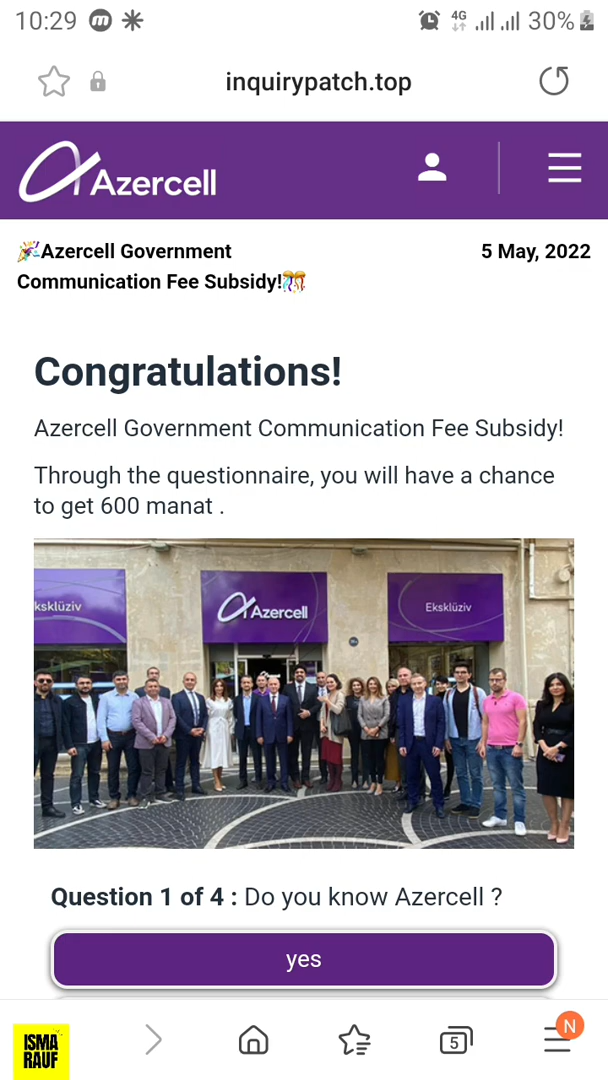 10:29
4G
30%
inquirypatch.top
Azercell
🎉Azercell Government
Communication Fee Subsidy!🎊
5 May, 2022
Congratulations!
Azercell Government Communication Fee Subsidy!
Through the questionnaire, you will have a chance
to get 600 manat .
ksklüziv
Azercell
Eksklüziv
Question 1 of 4 : Do you know Azercell ?
yes
ISMA
RAUF
5
N